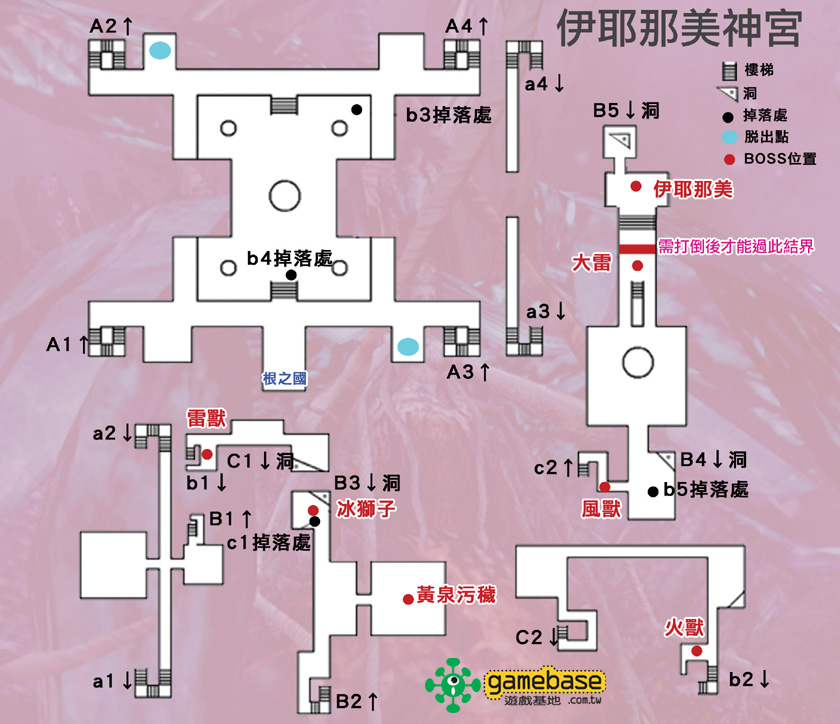 伊耶那美神宮
樓梯
洞
掉落處
脱出點
BOSS位置
A2↑
A4↑
a4↓
b3掉落處
B5↓洞
伊耶那美
需打倒後才能過此結界
大雷
b4掉落處
a3↓
A1↑
A3↑
根之國
雷獸
a2↓
C1↓洞
b1↓
B3↓洞
冰獅子
B1↑
c1掉落處
c2↑
B4↓洞
b5掉落處
風獸
黃泉污穢
火獸
C2↓
a1↓
B2↑
b2↓
gamebase
遊戲基地 .com.tw